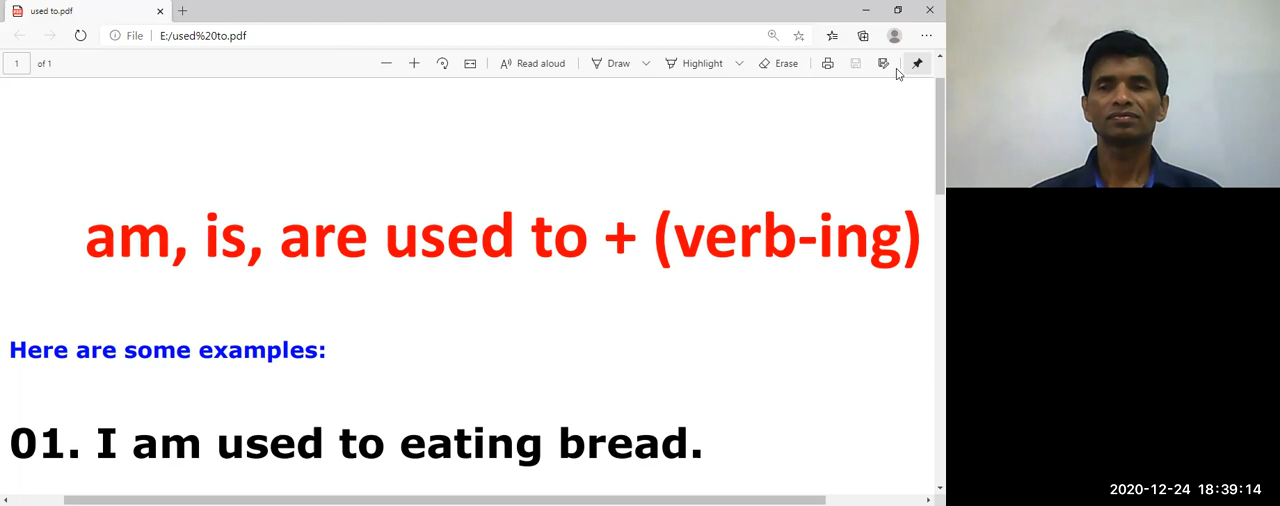 used to.pdf
File E:/used%20to.pdf
1 of 1 Read aloud Draw Highlight Erase
am, is, are used to + (verb-ing)
Here are some examples:
01. I am used to eating bread.
2020-12-24 18:39:14